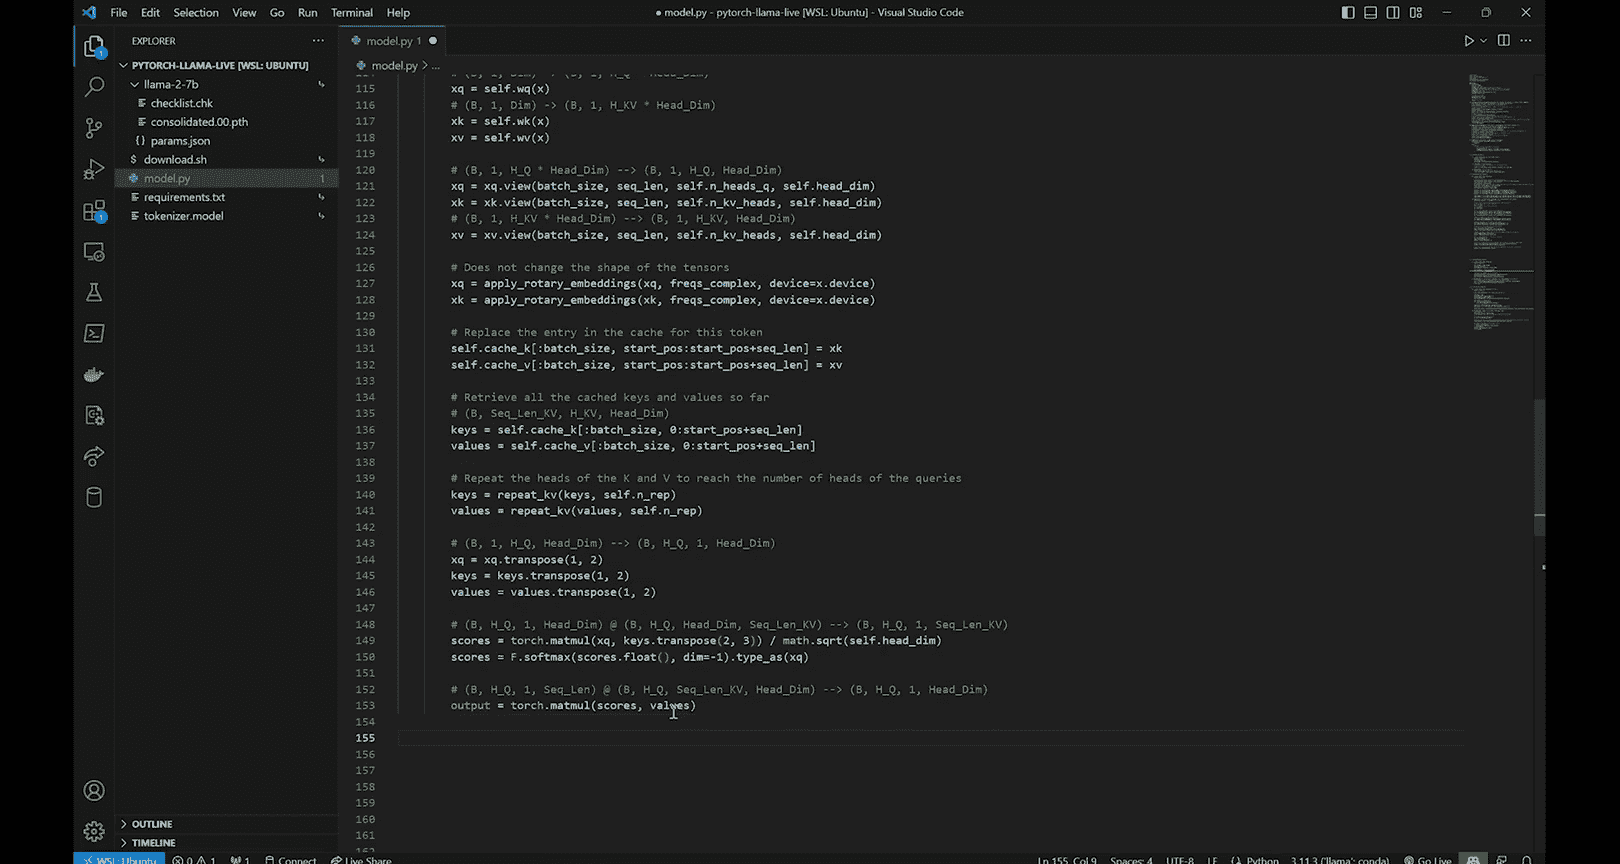 File Edit Selection View Go Run Terminal Help
● model.py - pytorch-llama-live [WSL: Ubuntu] - Visual Studio Code
EXPLORER
PYTORCH-LLAMA-LIVE [WSL: UBUNTU]
llama-2-7b
checklist.chk
consolidated.00.pth
{} params.json
$ download.sh
model.py 1
requirements.txt
tokenizer.model
OUTLINE
TIMELINE
model.py 1 ●
model.py > ...
115 xq = self.wq(x)
116 # (B, 1, Dim) -> (B, 1, H_KV * Head_Dim)
117 xk = self.wk(x)
118 xv = self.wv(x)
119
120 # (B, 1, H_Q * Head_Dim) --> (B, 1, H_Q, Head_Dim)
121 xq = xq.view(batch_size, seq_len, self.n_heads_q, self.head_dim)
122 xk = xk.view(batch_size, seq_len, self.n_kv_heads, self.head_dim)
123 # (B, 1, H_KV * Head_Dim) --> (B, 1, H_KV, Head_Dim)
124 xv = xv.view(batch_size, seq_len, self.n_kv_heads, self.head_dim)
125
126 # Does not change the shape of the tensors
127 xq = apply_rotary_embeddings(xq, freqs_complex, device=x.device)
128 xk = apply_rotary_embeddings(xk, freqs_complex, device=x.device)
129
130 # Replace the entry in the cache for this token
131 self.cache_k[:batch_size, start_pos:start_pos+seq_len] = xk
132 self.cache_v[:batch_size, start_pos:start_pos+seq_len] = xv
133
134 # Retrieve all the cached keys and values so far
135 # (B, Seq_Len_KV, H_KV, Head_Dim)
136 keys = self.cache_k[:batch_size, 0:start_pos+seq_len]
137 values = self.cache_v[:batch_size, 0:start_pos+seq_len]
138
139 # Repeat the heads of the K and V to reach the number of heads of the queries
140 keys = repeat_kv(keys, self.n_rep)
141 values = repeat_kv(values, self.n_rep)
142
143 # (B, 1, H_Q, Head_Dim) --> (B, H_Q, 1, Head_Dim)
144 xq = xq.transpose(1, 2)
145 keys = keys.transpose(1, 2)
146 values = values.transpose(1, 2)
147
148 # (B, H_Q, 1, Head_Dim) @ (B, H_Q, Head_Dim, Seq_Len_KV) --> (B, H_Q, 1, Seq_Len_KV)
149 scores = torch.matmul(xq, keys.transpose(2, 3)) / math.sqrt(self.head_dim)
150 scores = F.softmax(scores.float(), dim=-1).type_as(xq)
151
152 # (B, H_Q, 1, Seq_Len) @ (B, H_Q, Seq_Len_KV, Head_Dim) --> (B, H_Q, 1, Head_Dim)
153 output = torch.matmul(scores, values)
154
155
156
157
158
159
160
161
WSL: Ubuntu 0 1 1 Connect Live Share
Ln 155, Col 9 Spaces: 4 UTF-8 LF Python 3.11.3 ('llama': conda) Go Live